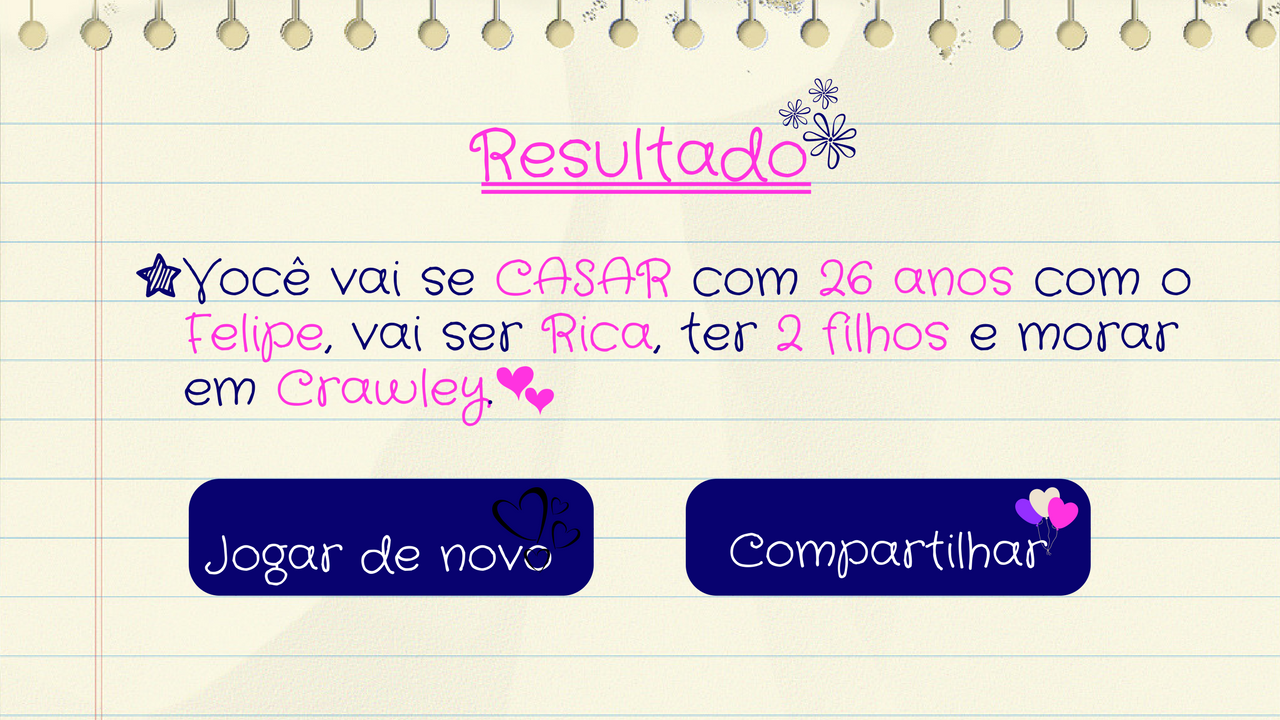 Resultado
Você vai se CASAR com 26 anos com o
Felipe, vai ser Rica, ter 2 filhos e morar
em Crawley.
Jogar de novo
Compartilhar